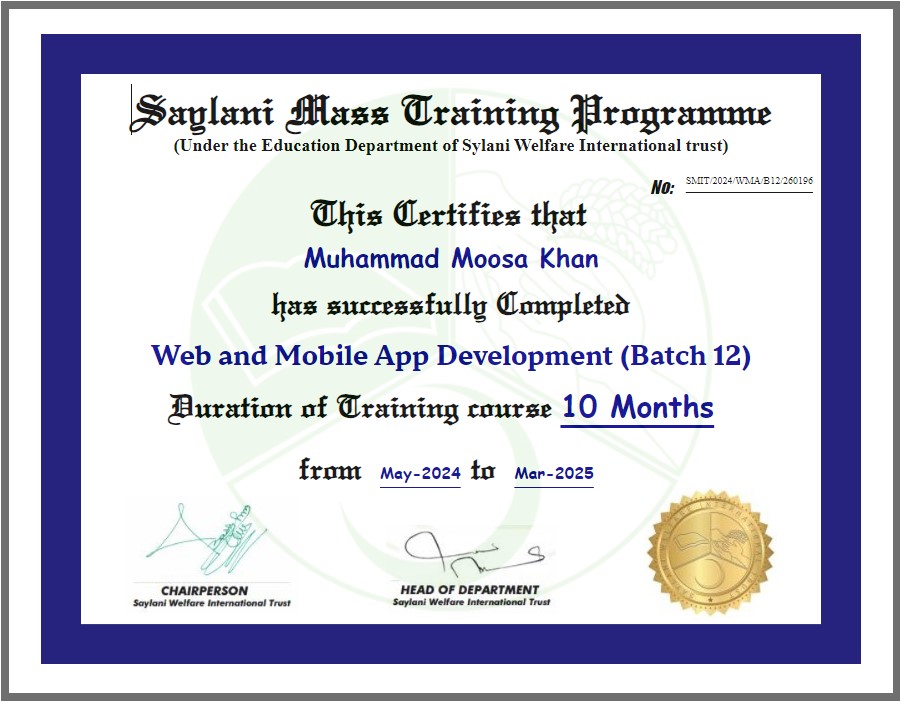 Saylani Mass Training Programme
(Under the Education Department of Sylani Welfare International trust)
No: SMIT/2024/WMA/B12/260196
This Certifies that
Muhammad Moosa Khan
has successfully Completed
Web and Mobile App Development (Batch 12)
Duration of Training course 10 Months
from May-2024 to Mar-2025
CHAIRPERSON
Saylani Welfare International Trust
HEAD OF DEPARTMENT
Saylani Welfare International Trust